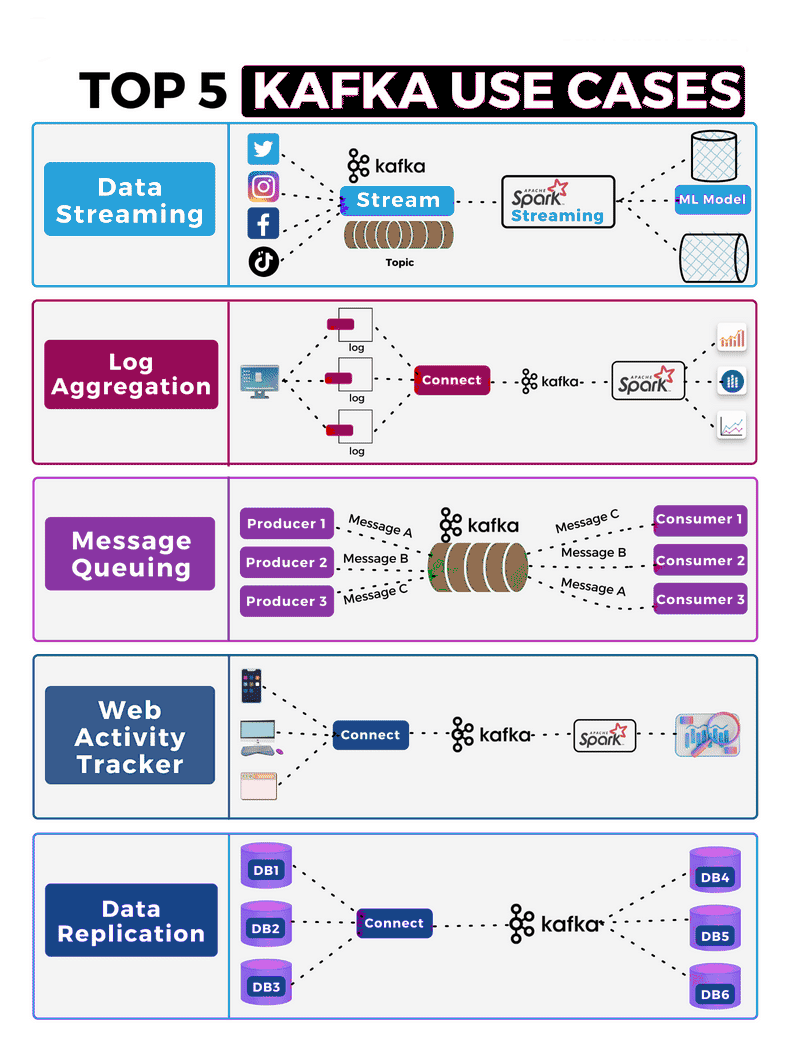 TOP 5 KAFKA USE CASES
Data
Streaming
kafka
Stream
Topic
APACHE
Spark
Streaming
ML Model
Log
Aggregation
log
log
log
Connect
kafka
APACHE
Spark
Message
Queuing
Producer 1
Producer 2
Producer 3
Message A
Message B
Message C
kafka
Message C
Message B
Message A
Consumer 1
Consumer 2
Consumer 3
Web
Activity
Tracker
Connect
kafka
APACHE
Spark
Data
Replication
DB1
DB2
DB3
Connect
kafka
DB4
DB5
DB6